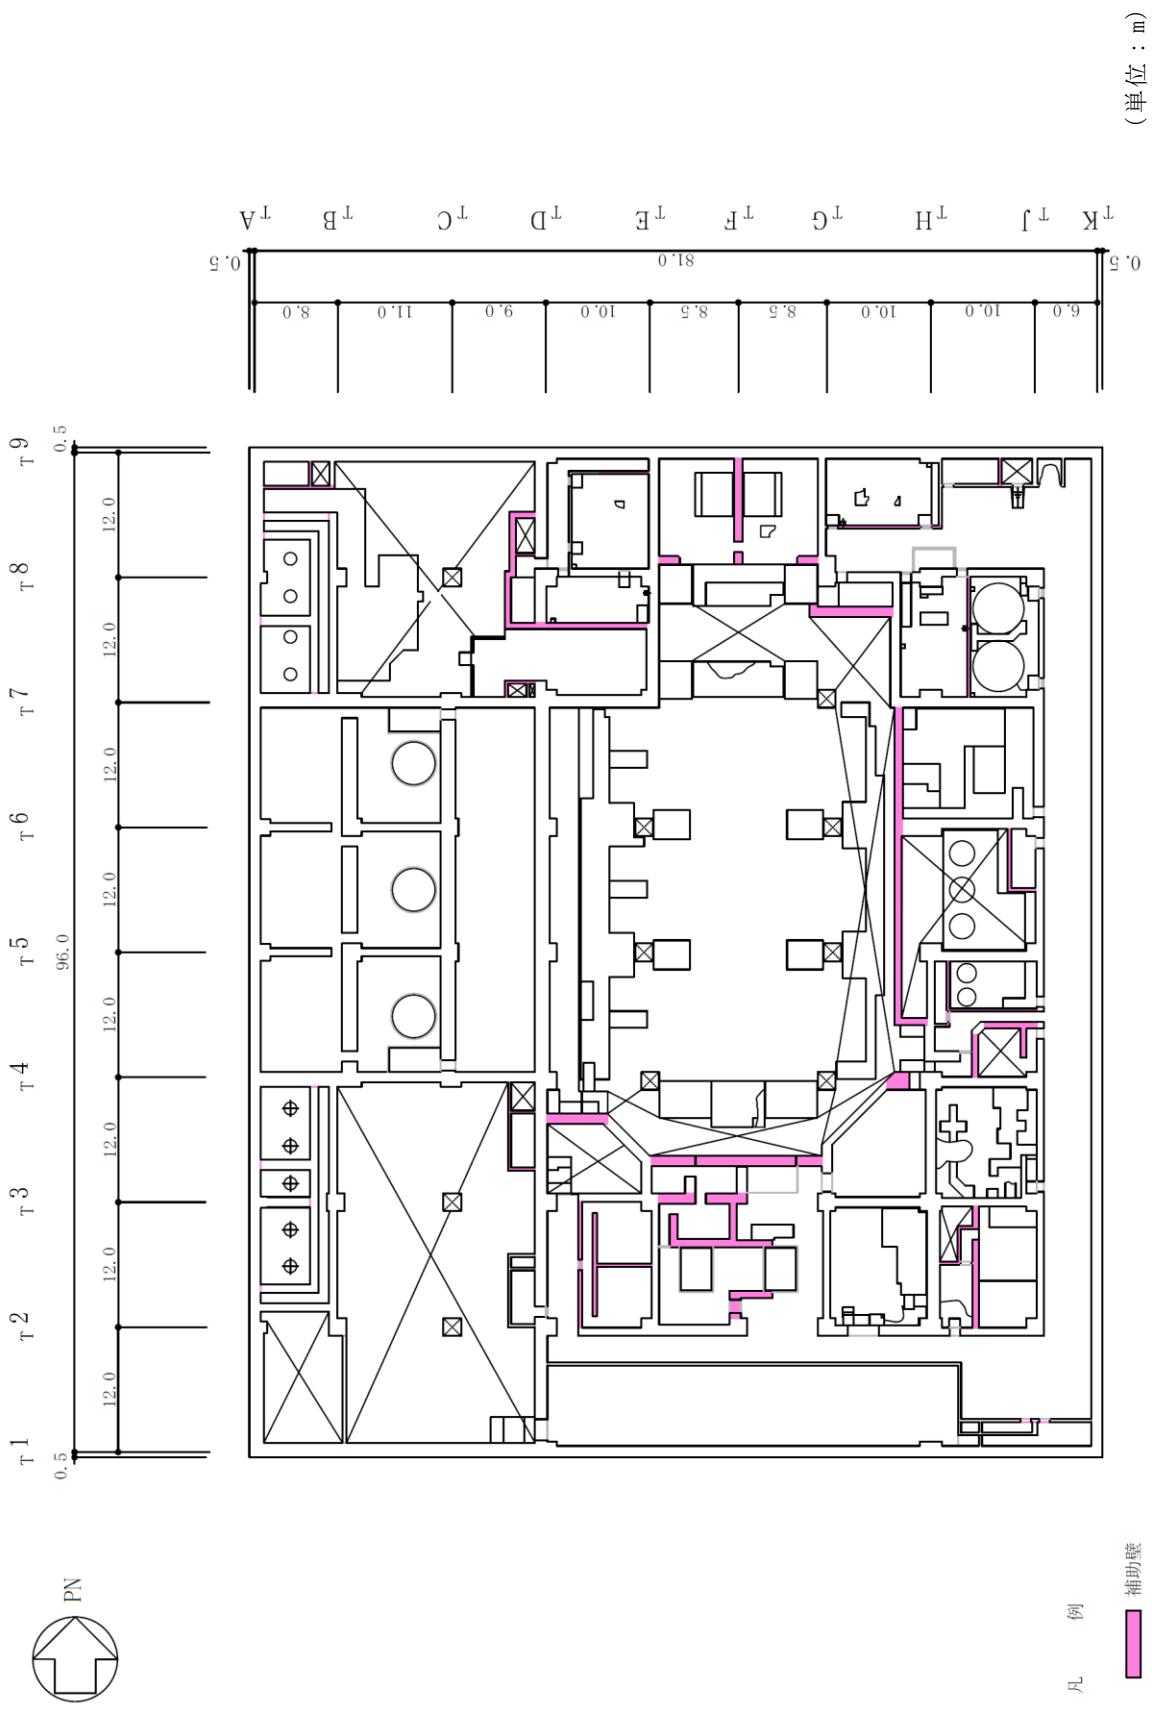 (単位：m)
TA TB TC TD TE TF TG TH TJ TK
0.5 81.0 0.5
8.0 11.0 9.0 10.0 8.5 8.5 10.0 10.0 6.0
T9 0.5
12.0
T8
12.0
T7
12.0
T6
12.0
T5
96.0
12.0
T4
12.0
T3
12.0
T2
12.0
T1 0.5
PN
凡 例
補助壁